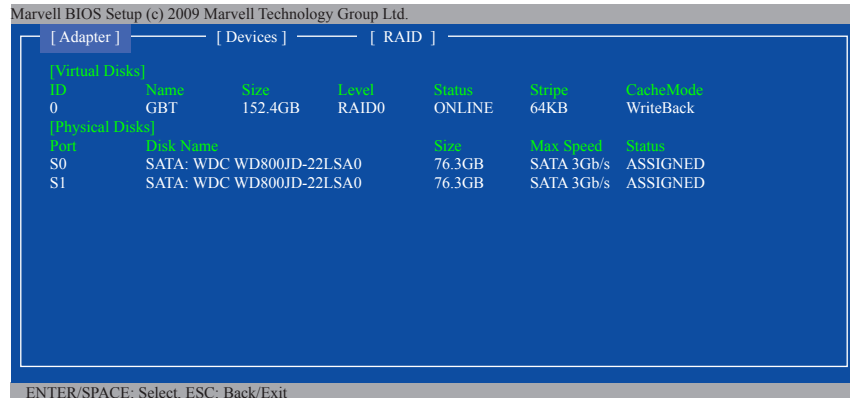 Marvell BIOS Setup (c) 2009 Marvell Technology Group Ltd.
[ Adapter ] [ Devices ] [ RAID ]
[Virtual Disks]
ID Name Size Level Status Stripe CacheMode
0 GBT 152.4GB RAID0 ONLINE 64KB WriteBack
[Physical Disks]
Port Disk Name Size Max Speed Status
S0 SATA: WDC WD800JD-22LSA0 76.3GB SATA 3Gb/s ASSIGNED
S1 SATA: WDC WD800JD-22LSA0 76.3GB SATA 3Gb/s ASSIGNED
ENTER/SPACE: Select, ESC: Back/Exit